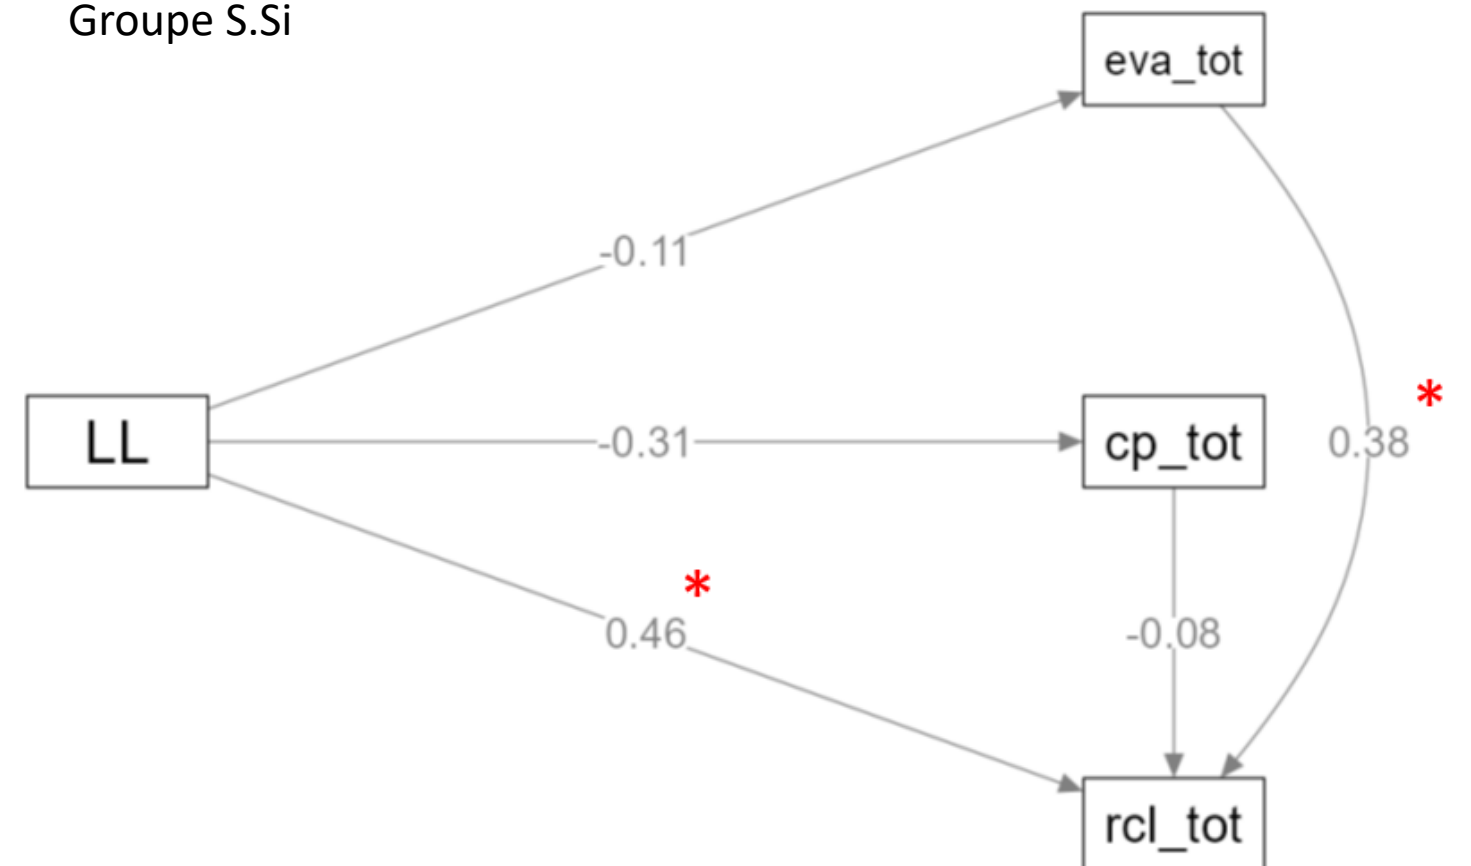 Groupe S.Si
eva_tot
-0.11
*
LL
-0.31
cp_tot
0.38
*
0.46
-0.08
rcl_tot